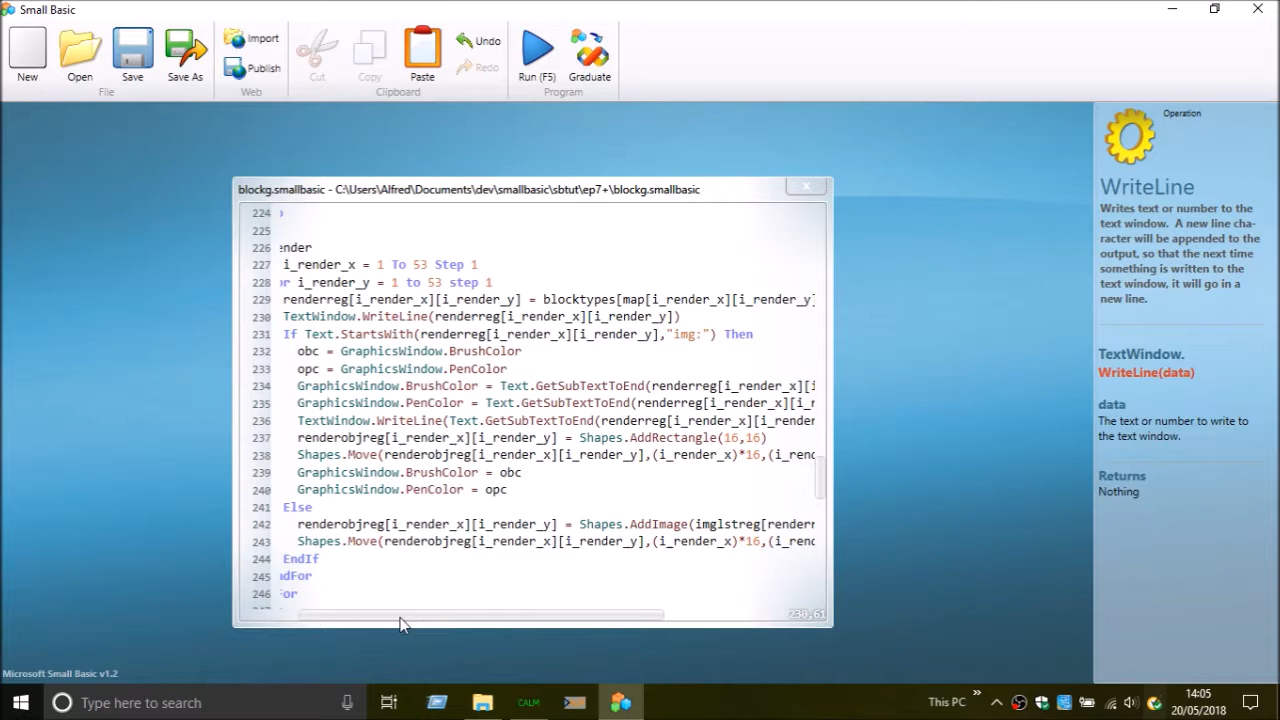 Small Basic
New
Open
Save
Save As
Import
Publish
Cut
Copy
Paste
Undo
Redo
Run (F5)
Graduate
File
Web
Clipboard
Program
blockg.smallbasic - C:\Users\Alfred\Documents\dev\smallbasic\sbtut\ep7+\blockg.smallbasic
224
225
226 ender
227 i_render_x = 1 To 53 Step 1
228 or i_render_y = 1 to 53 step 1
229 renderreg[i_render_x][i_render_y] = blocktypes[map[i_render_x][i_render_y]
230 TextWindow.WriteLine(renderreg[i_render_x][i_render_y])
231 If Text.StartsWith(renderreg[i_render_x][i_render_y],"img:") Then
232 obc = GraphicsWindow.BrushColor
233 opc = GraphicsWindow.PenColor
234 GraphicsWindow.BrushColor = Text.GetSubTextToEnd(renderreg[i_render_x][i
235 GraphicsWindow.PenColor = Text.GetSubTextToEnd(renderreg[i_render_x][i_r
236 TextWindow.WriteLine(Text.GetSubTextToEnd(renderreg[i_render_x][i_render
237 renderobjreg[i_render_x][i_render_y] = Shapes.AddRectangle(16,16)
238 Shapes.Move(renderobjreg[i_render_x][i_render_y],(i_render_x)*16,(i_rend
239 GraphicsWindow.BrushColor = obc
240 GraphicsWindow.PenColor = opc
241 Else
242 renderobjreg[i_render_x][i_render_y] = Shapes.AddImage(imglstreg[renderr
243 Shapes.Move(renderobjreg[i_render_x][i_render_y],(i_render_x)*16,(i_rend
244 EndIf
245 ndFor
246 For
230,61
Operation
WriteLine
Writes text or number to the
text window. A new line cha-
racter will be appended to the
output, so that the next time
something is written to the
text window, it will go in a
new line.
TextWindow.
WriteLine(data)
data
The text or number to write to
the text window.
Returns
Nothing
Microsoft Small Basic v1.2
Type here to search
CALM
This PC
14:05
20/05/2018